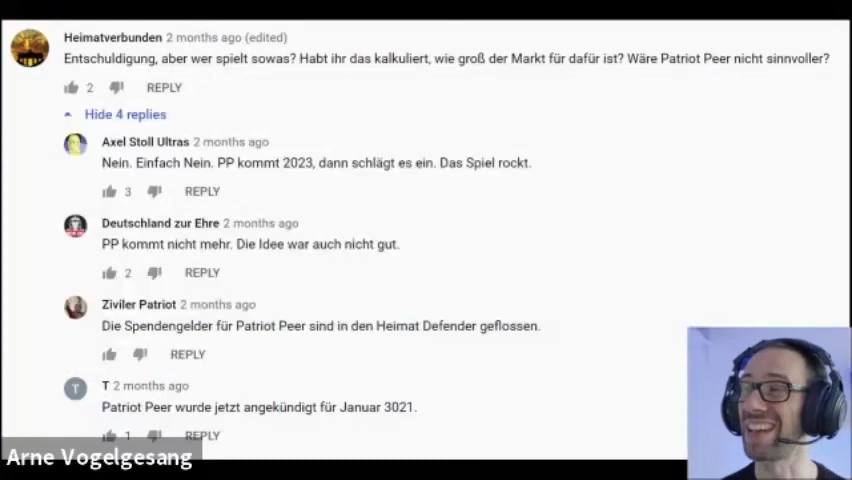 Heimatverbunden 2 months ago (edited)
Entschuldigung, aber wer spielt sowas? Habt ihr das kalkuliert, wie groß der Markt für dafür ist? Wäre Patriot Peer nicht sinnvoller?
2 REPLY
Hide 4 replies
Axel Stoll Ultras 2 months ago
Nein. Einfach Nein. PP kommt 2023, dann schlägt es ein. Das Spiel rockt.
3 REPLY
Deutschland zur Ehre 2 months ago
PP kommt nicht mehr. Die Idee war auch nicht gut.
2 REPLY
Ziviler Patriot 2 months ago
Die Spendengelder für Patriot Peer sind in den Heimat Defender geflossen.
REPLY
T T 2 months ago
Patriot Peer wurde jetzt angekündigt für Januar 3021.
1 REPLY
Arne Vogelgesang